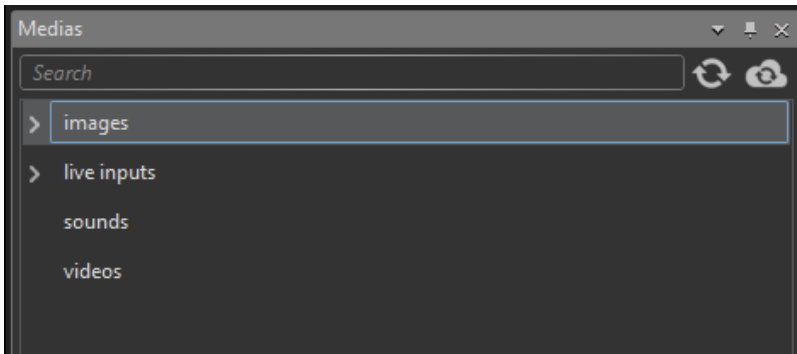 Medias
Search
images
live inputs
sounds
videos